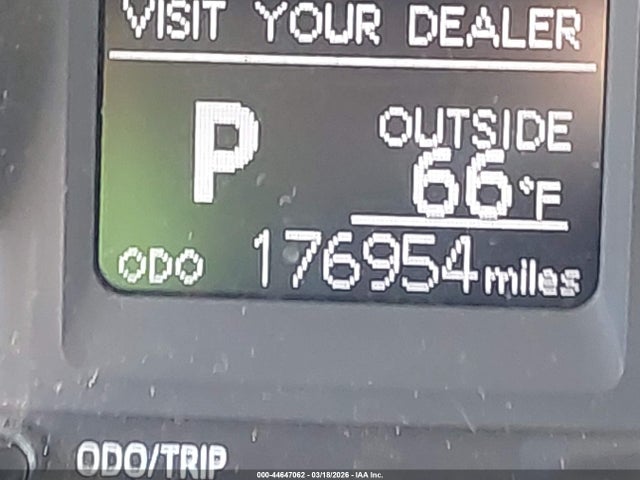 VISIT YOUR DEALER
P
OUTSIDE
66°F
ODO 176954 miles
ODO/TRIP
000-44647062 - 03/18/2026 - IAA Inc.